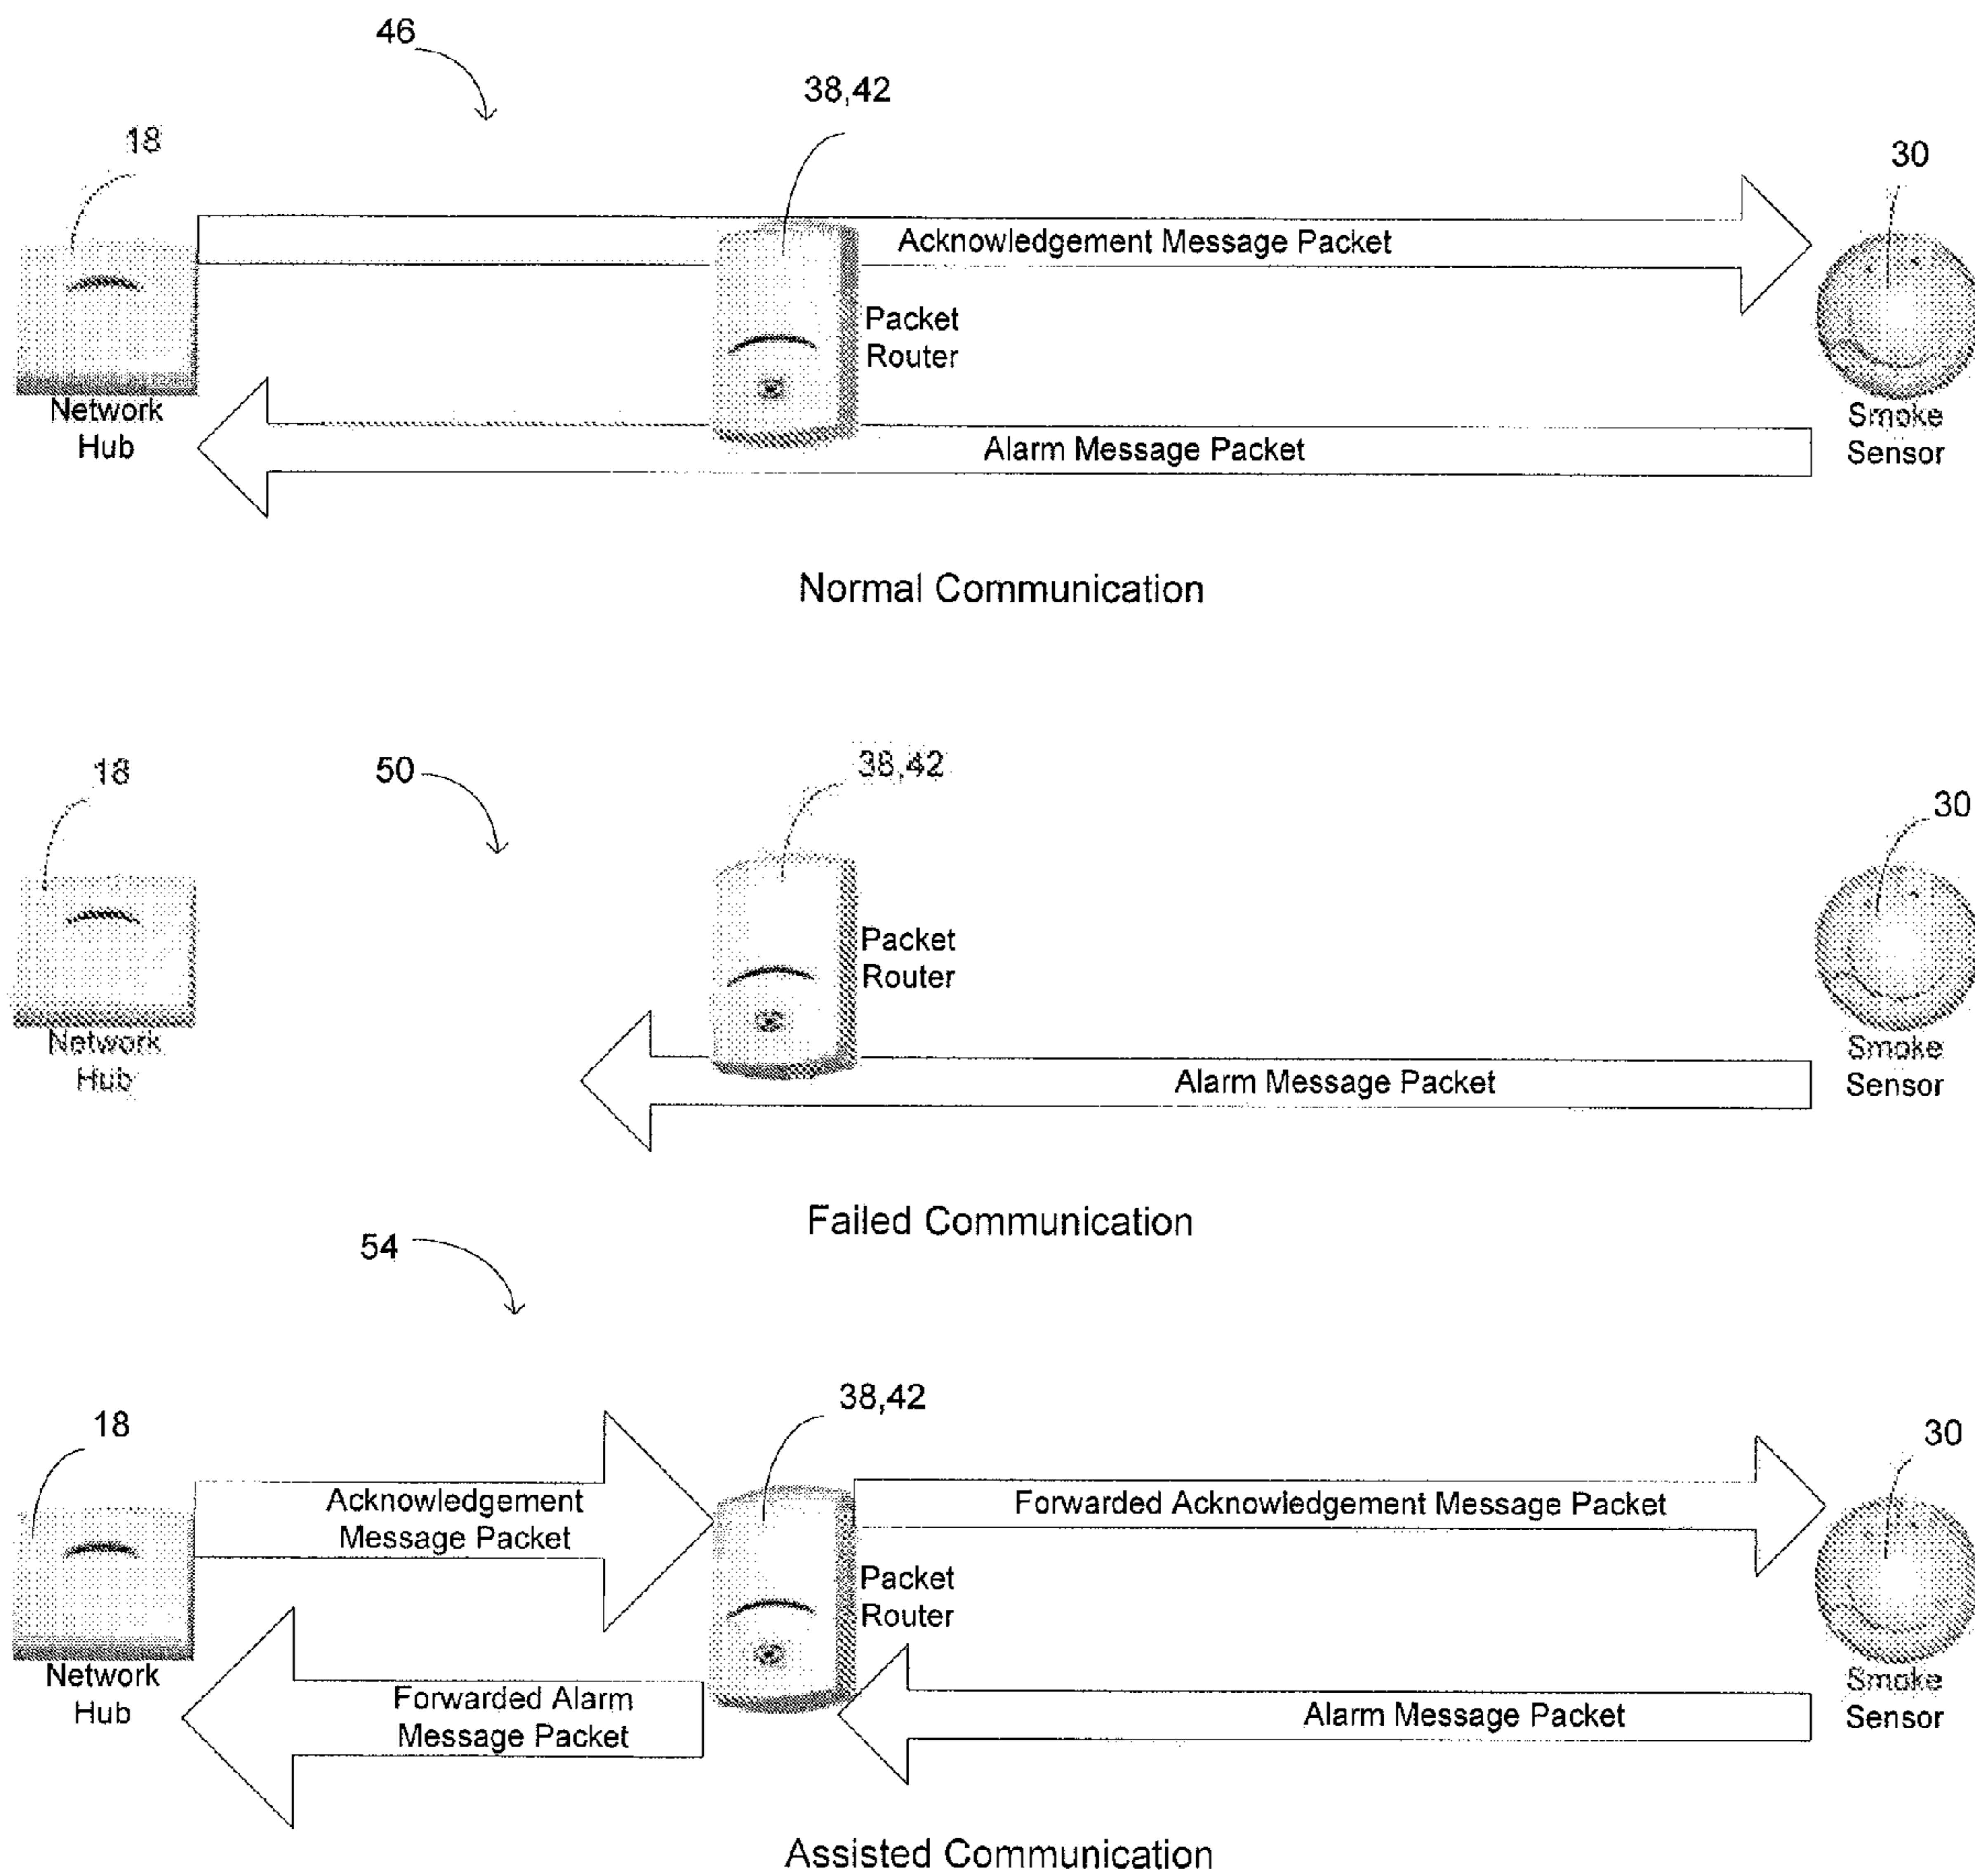 46
38,42
18
30
Acknowledgement Message Packet
Packet
Router
Network
Hub
Alarm Message Packet
Smoke
Sensor
Normal Communication
18
50
38,42
30
Packet
Router
Network
Hub
Alarm Message Packet
Smoke
Sensor
Failed Communication
54
18
38,42
30
Acknowledgement
Message Packet
Forwarded Acknowledgement Message Packet
Packet
Router
Network
Hub
Forwarded Alarm
Message Packet
Alarm Message Packet
Smoke
Sensor
Assisted Communication